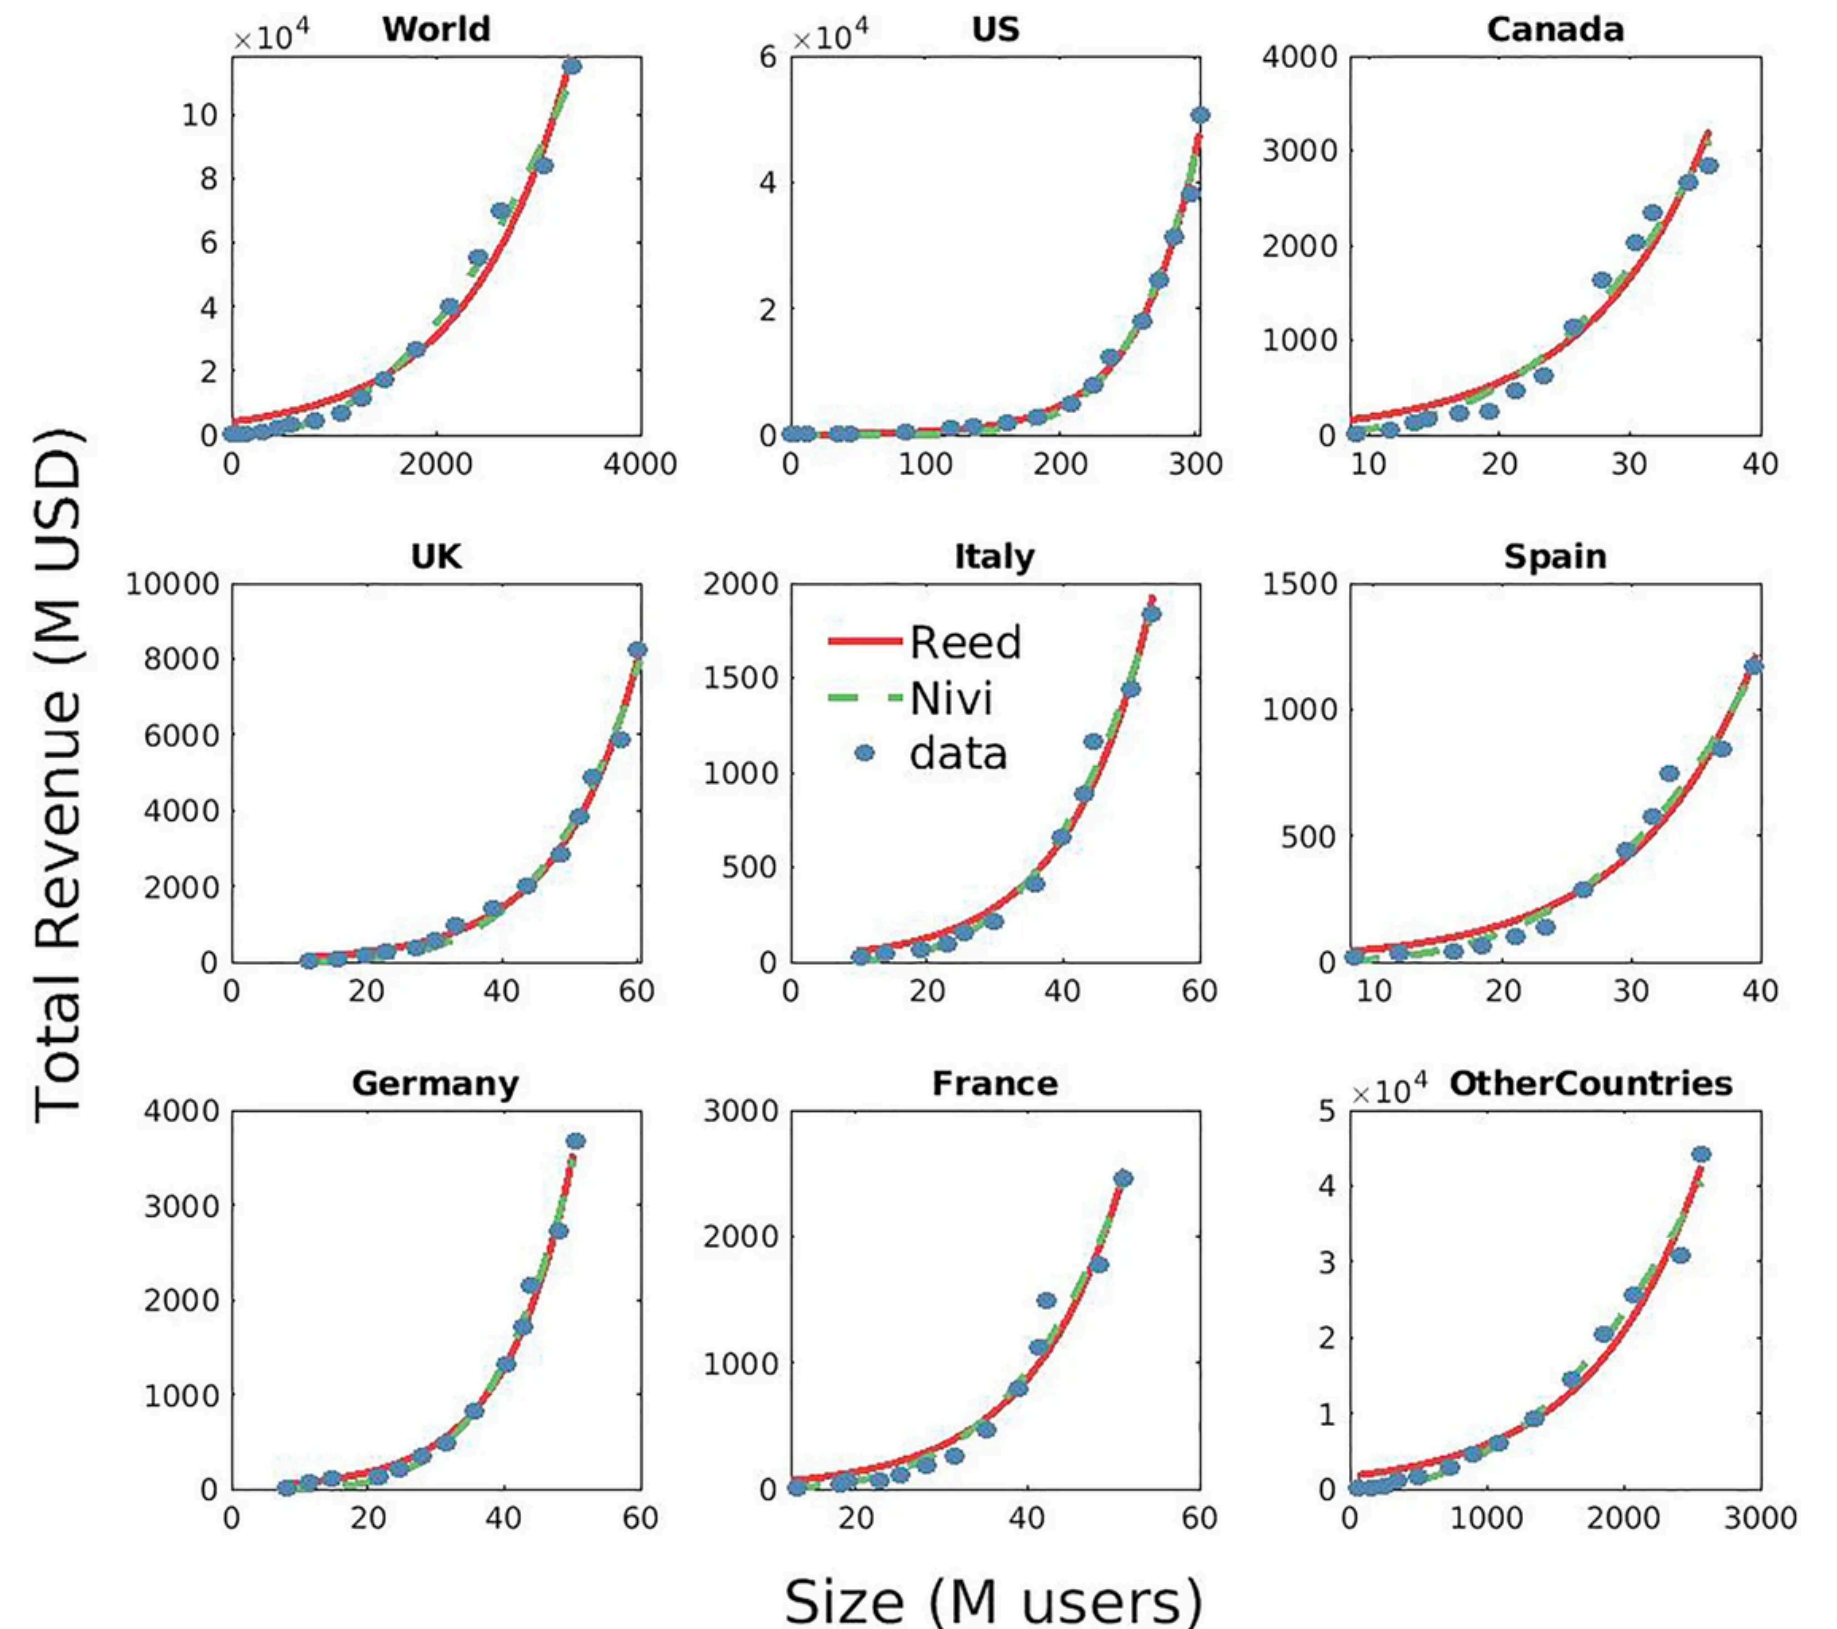 World
×10⁴
10
8
6
4
2
0
0 2000 4000
US
×10⁴
6
4
2
0
0 100 200 300
Canada
4000
3000
2000
1000
0
10 20 30 40
Total Revenue (M USD)
UK
10000
8000
6000
4000
2000
0
0 20 40 60
Italy
2000
1500
1000
500
0
0 20 40 60
Reed
Nivi
data
Spain
1500
1000
500
0
10 20 30 40
Germany
4000
3000
2000
1000
0
0 20 40 60
France
3000
2000
1000
0
20 40 60
OtherCountries
×10⁴
5
4
3
2
1
0
0 1000 2000 3000
Size (M users)